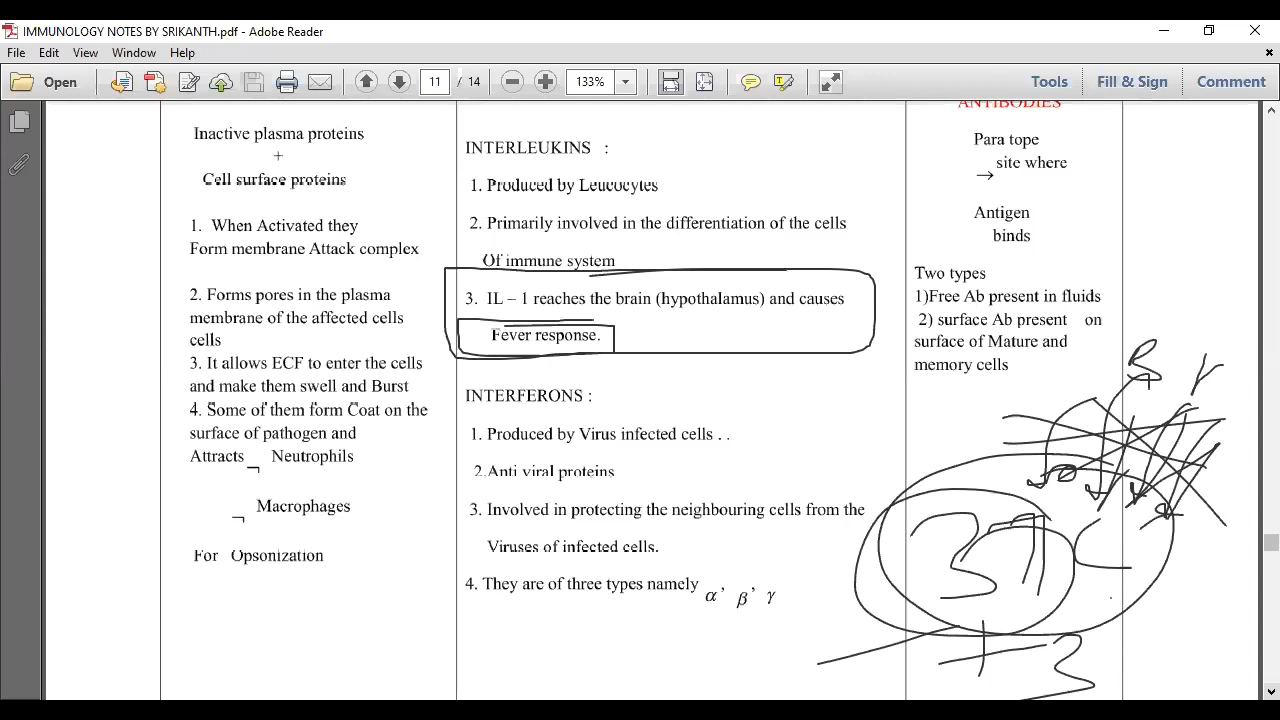 IMMUNOLOGY NOTES BY SRIKANTH.pdf - Adobe Reader
File Edit View Window Help
Open 11 / 14 133% Tools Fill & Sign Comment
Inactive plasma proteins
+
Cell surface proteins
1. When Activated they
Form membrane Attack complex
2. Forms pores in the plasma
membrane of the affected cells
cells
3. It allows ECF to enter the cells
and make them swell and Burst
4. Some of them form Coat on the
surface of pathogen and
Attracts ¬ Neutrophils
¬ Macrophages
For Opsonization
INTERLEUKINS :
1. Produced by Leucocytes
2. Primarily involved in the differentiation of the cells
Of immune system
3. IL – 1 reaches the brain (hypothalamus) and causes
Fever response.
INTERFERONS :
1. Produced by Virus infected cells . .
2.Anti viral proteins
3. Involved in protecting the neighbouring cells from the
Viruses of infected cells.
4. They are of three types namely α, β, γ
ANTIBODIES
Para tope
→ site where
Antigen
binds
Two types
1)Free Ab present in fluids
2) surface Ab present on
surface of Mature and
memory cells
37 C
+ 3